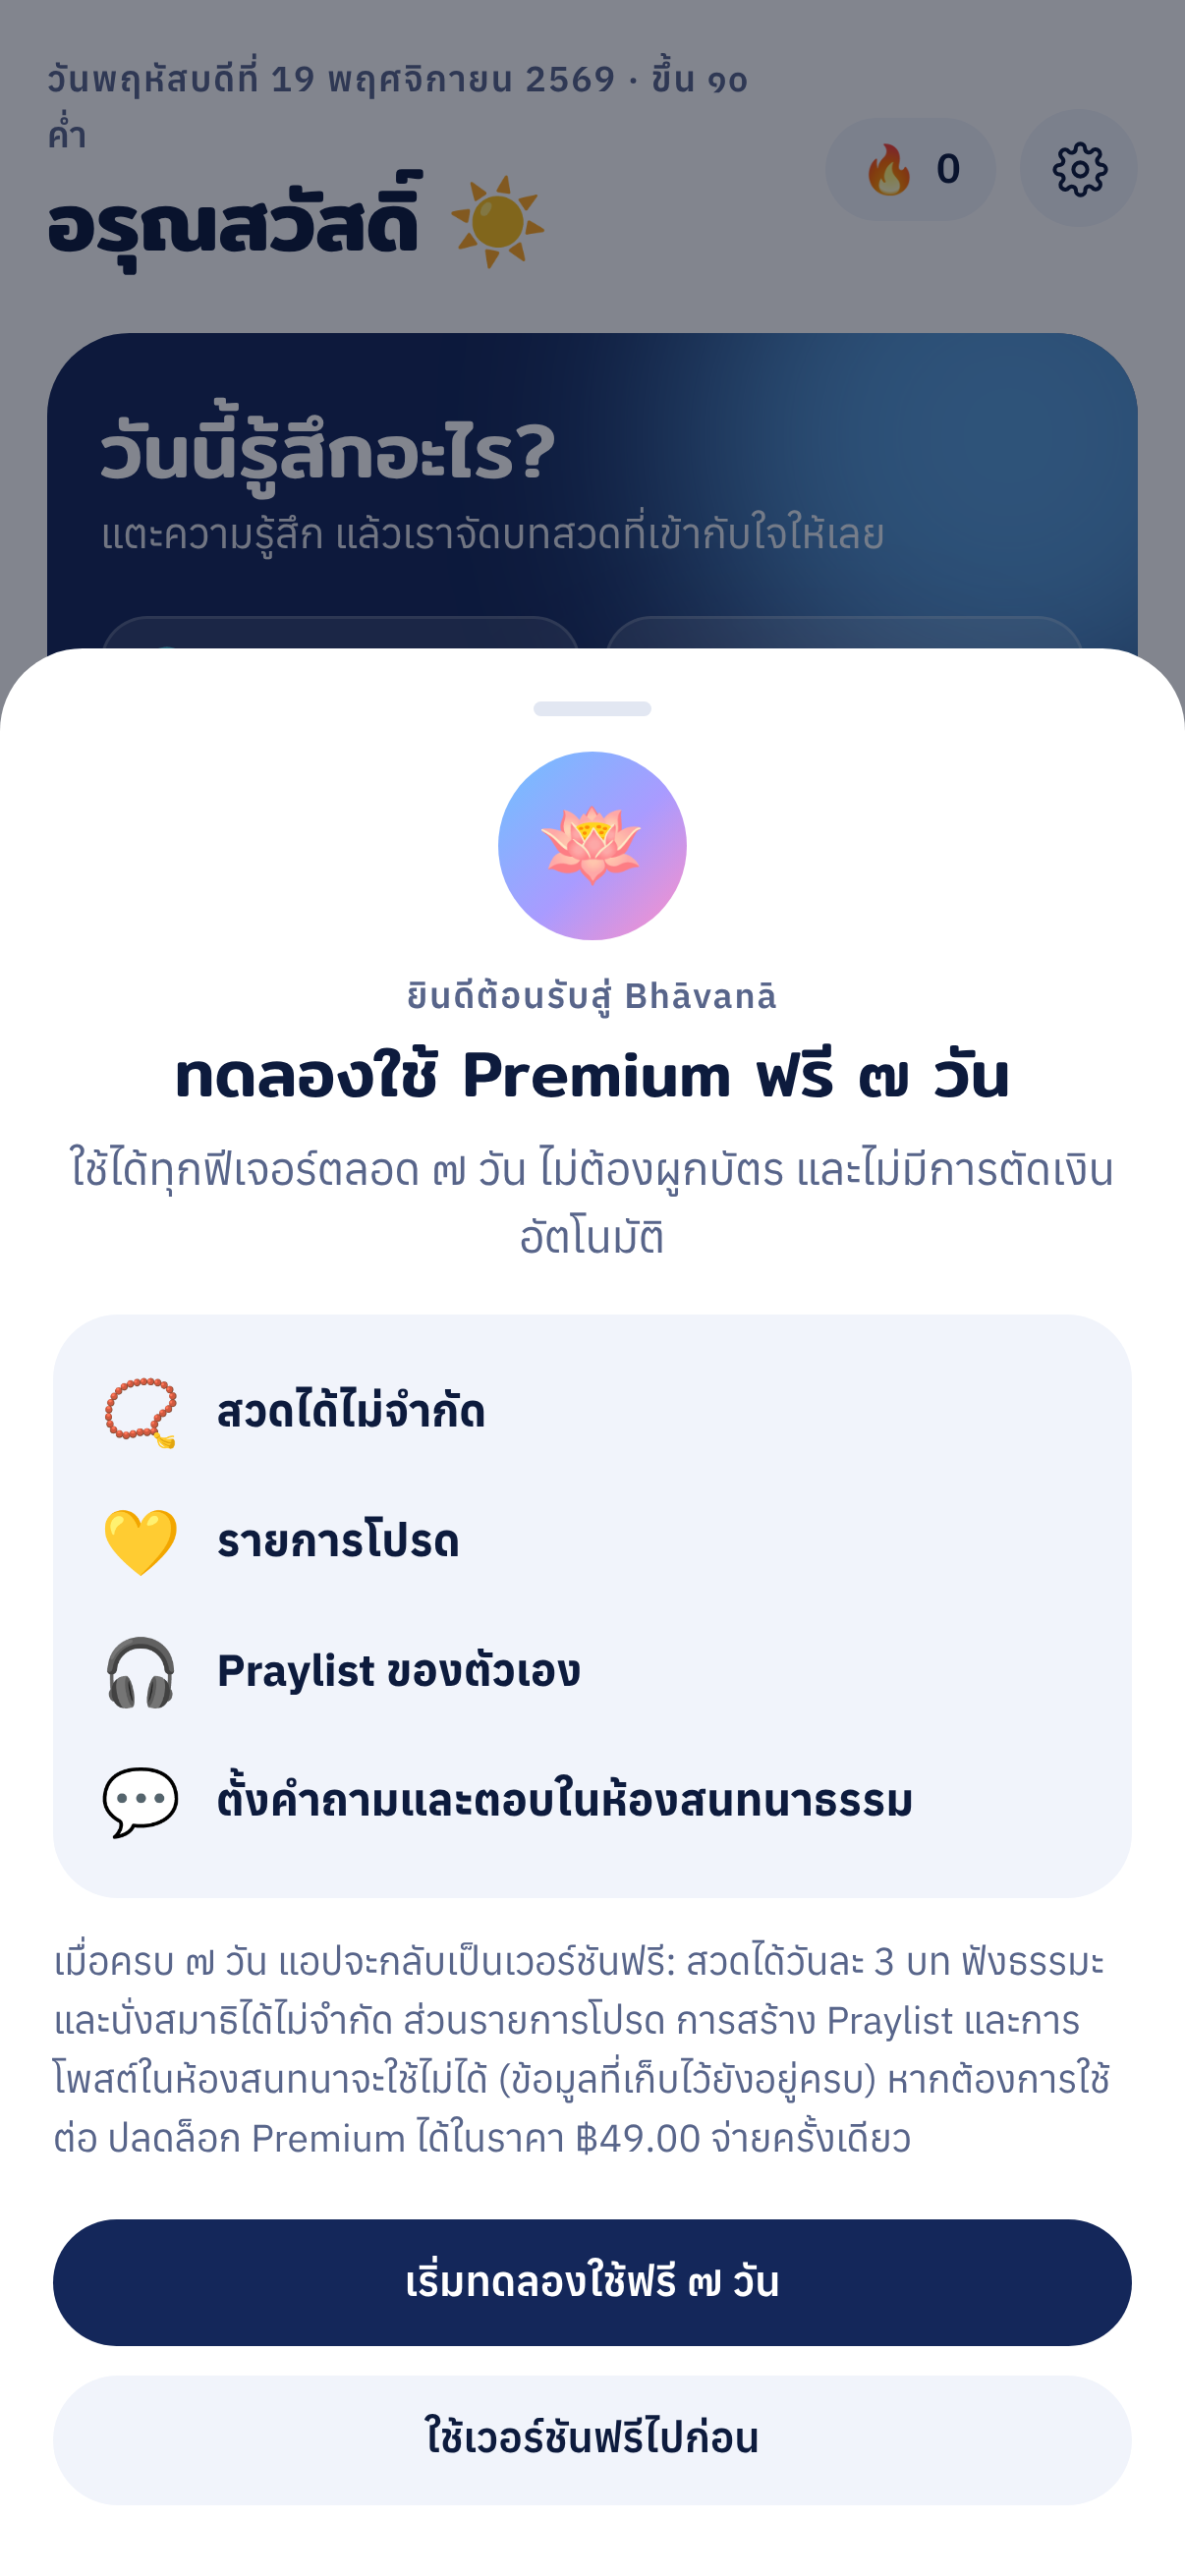 วันพฤหัสบดีที่ 19 พฤศจิกายน 2569 · ขึ้น ๑๐
ค่ำ
อรุณสวัสดิ์
0
วันนี้รู้สึกอะไร?
แตะความรู้สึก แล้วเราจัดบทสวดที่เข้ากับใจให้เลย
ยินดีต้อนรับสู่ Bhāvanā
ทดลองใช้ Premium ฟรี ๗ วัน
ใช้ได้ทุกฟีเจอร์ตลอด ๗ วัน ไม่ต้องผูกบัตร และไม่มีการตัดเงิน
อัตโนมัติ
สวดได้ไม่จำกัด
รายการโปรด
Praylist ของตัวเอง
ตั้งคำถามและตอบในห้องสนทนาธรรม
เมื่อครบ ๗ วัน แอปจะกลับเป็นเวอร์ชันฟรี: สวดได้วันละ 3 บท ฟังธรรมะ
และนั่งสมาธิได้ไม่จำกัด ส่วนรายการโปรด การสร้าง Praylist และการ
โพสต์ในห้องสนทนาจะใช้ไม่ได้ (ข้อมูลที่เก็บไว้ยังอยู่ครบ) หากต้องการใช้
ต่อ ปลดล็อก Premium ได้ในราคา ฿49.00 จ่ายครั้งเดียว
เริ่มทดลองใช้ฟรี ๗ วัน
ใช้เวอร์ชันฟรีไปก่อน